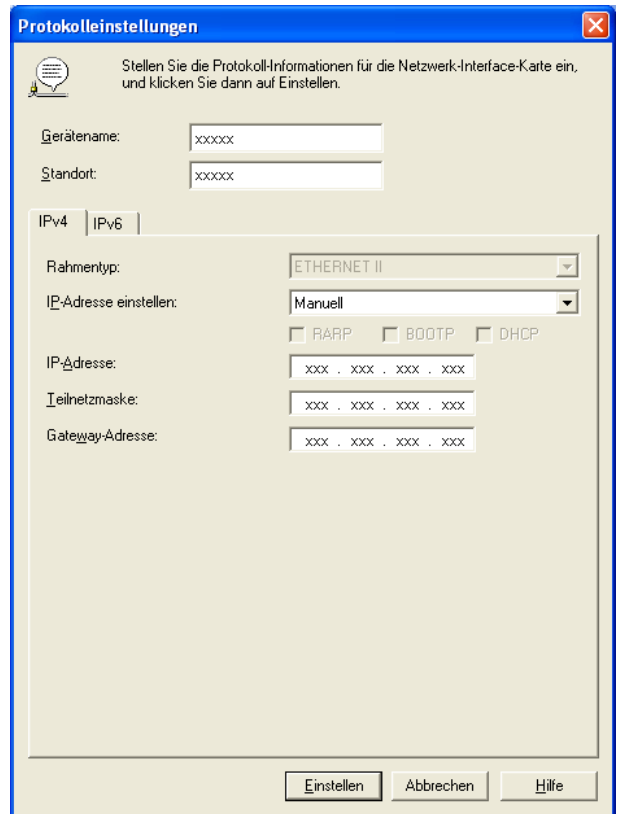 Protokolleinstellungen
Stellen Sie die Protokoll-Informationen für die Netzwerk-Interface-Karte ein,
und klicken Sie dann auf Einstellen.
Gerätename: xxxxx
Standort: xxxxx
IPv4 IPv6
Rahmentyp: ETHERNET II
IP-Adresse einstellen: Manuell
RARP BOOTP DHCP
IP-Adresse: xxx . xxx . xxx . xxx
Teilnetzmaske: xxx . xxx . xxx . xxx
Gateway-Adresse: xxx . xxx . xxx . xxx
Einstellen Abbrechen Hilfe